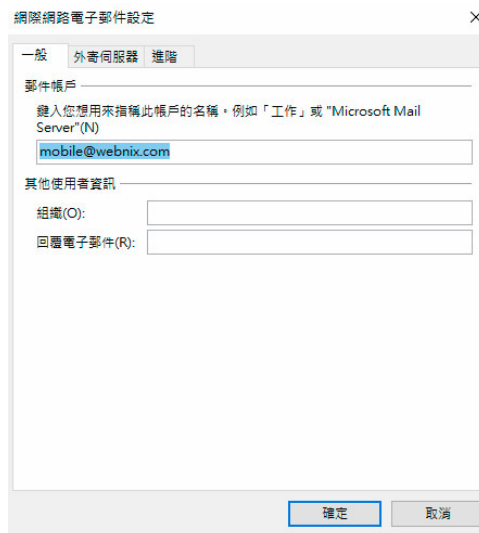 網際網路電子郵件設定
一般 外寄伺服器 進階
郵件帳戶
鍵入您想用來指稱此帳戶的名稱。例如「工作」或 "Microsoft Mail
Server"(N)
mobile@webnix.com
其他使用者資訊
組織(O):
回覆電子郵件(R):
確定 取消